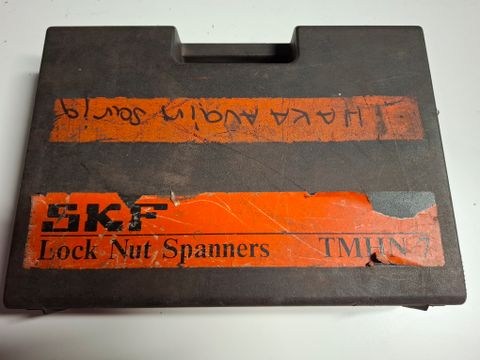 HAKA AVAin sarja
SKF
Lock Nut Spanners TMHN 7